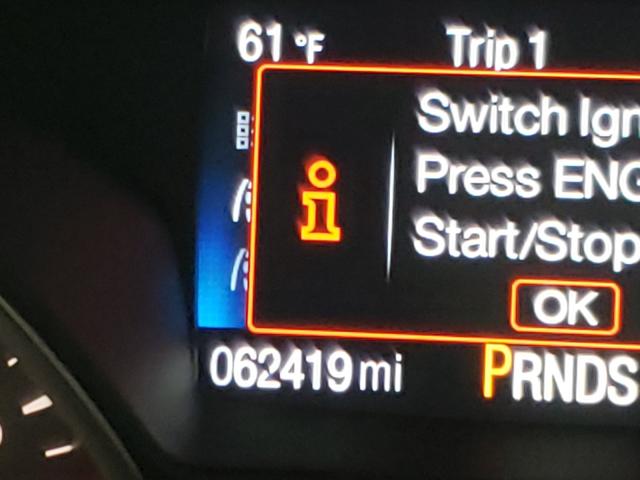 61 °F Trip 1
Switch Ign
Press ENG
Start/Stop
OK
062419 mi PRNDS